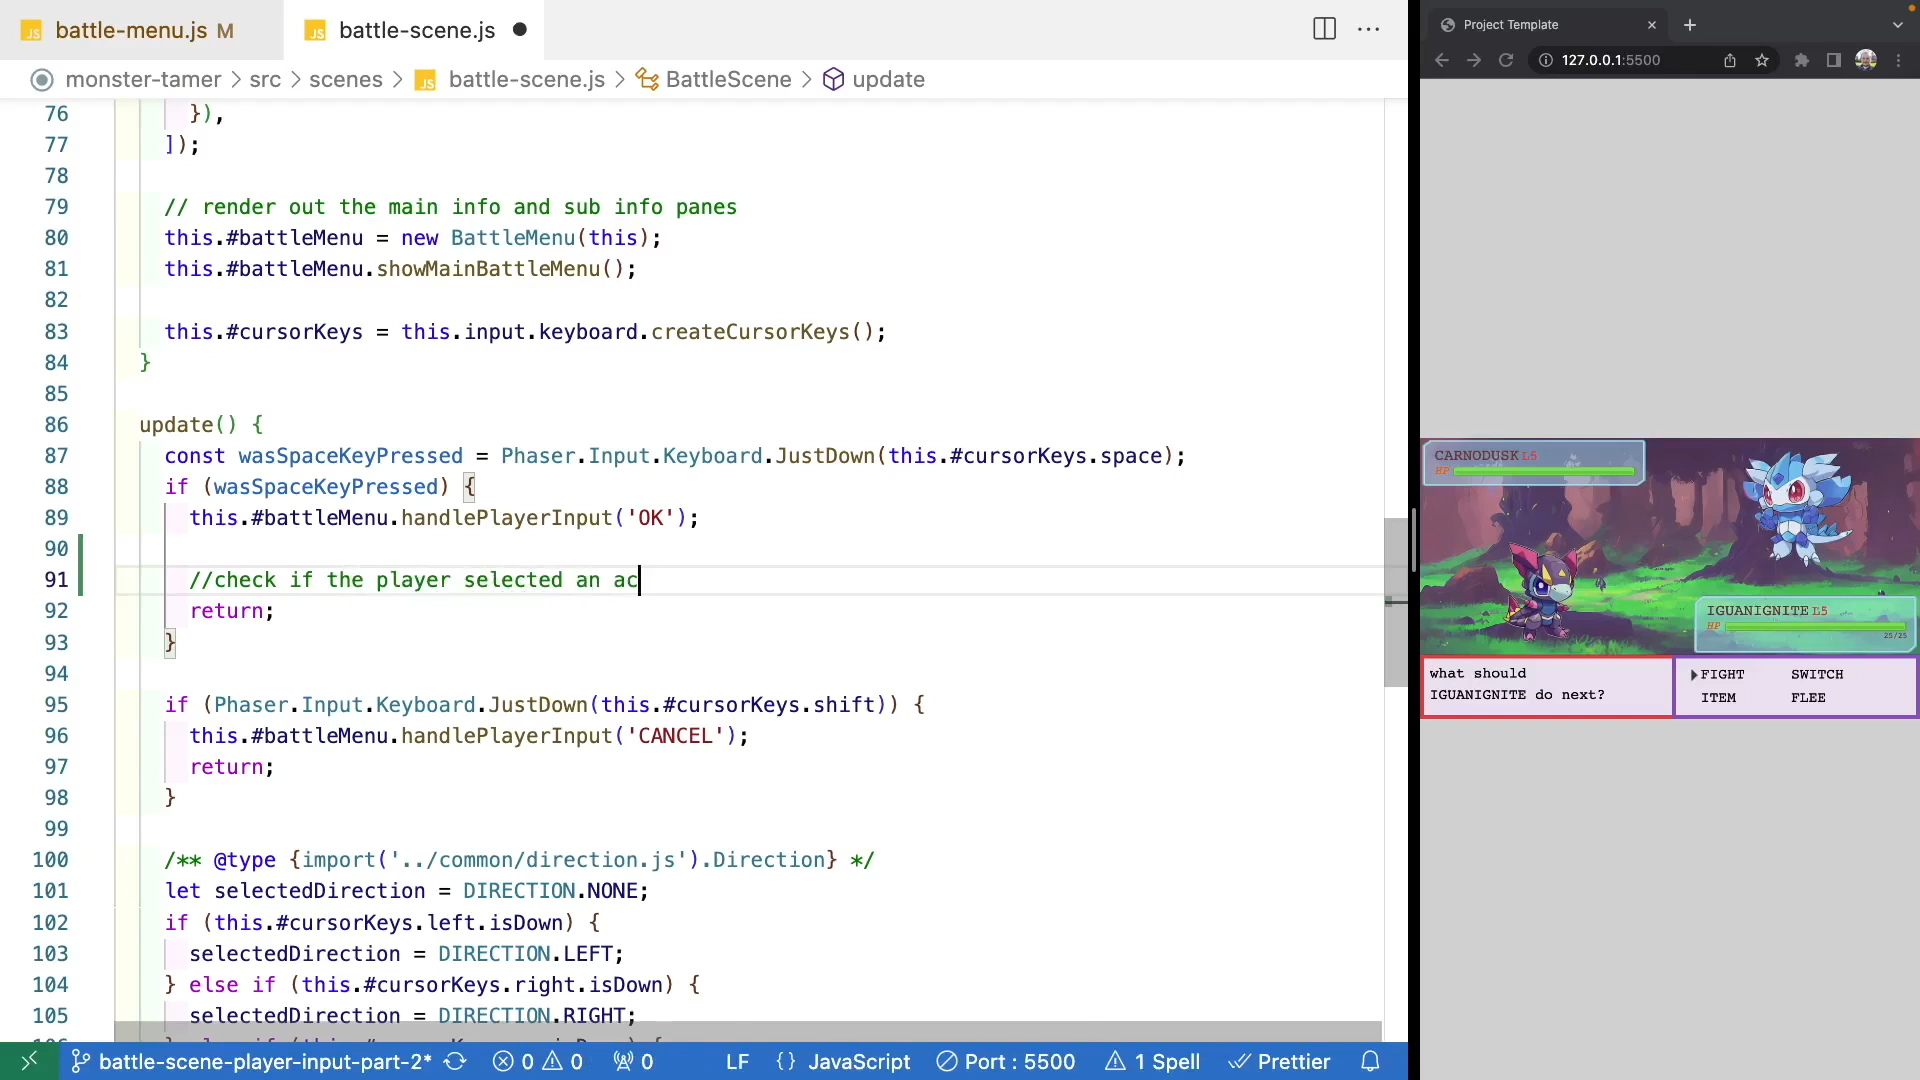 battle-menu.js M
battle-scene.js
Project Template
127.0.0.1:5500
monster-tamer > src > scenes > battle-scene.js > BattleScene > update
76 }),
77 ]);
78
79 // render out the main info and sub info panes
80 this.#battleMenu = new BattleMenu(this);
81 this.#battleMenu.showMainBattleMenu();
82
83 this.#cursorKeys = this.input.keyboard.createCursorKeys();
84 }
85
86 update() {
87 const wasSpaceKeyPressed = Phaser.Input.Keyboard.JustDown(this.#cursorKeys.space);
88 if (wasSpaceKeyPressed) {
89 this.#battleMenu.handlePlayerInput('OK');
90
91 //check if the player selected an ac
92 return;
93 }
94
95 if (Phaser.Input.Keyboard.JustDown(this.#cursorKeys.shift)) {
96 this.#battleMenu.handlePlayerInput('CANCEL');
97 return;
98 }
99
100 /** @type {import('../common/direction.js').Direction} */
101 let selectedDirection = DIRECTION.NONE;
102 if (this.#cursorKeys.left.isDown) {
103 selectedDirection = DIRECTION.LEFT;
104 } else if (this.#cursorKeys.right.isDown) {
105 selectedDirection = DIRECTION.RIGHT;
CARNODUSK L5
HP
IGUANIGNITE L5
HP
25/25
what should
IGUANIGNITE do next?
FIGHT SWITCH
ITEM FLEE
battle-scene-player-input-part-2* 0 0 0 LF {} JavaScript Port : 5500 1 Spell Prettier